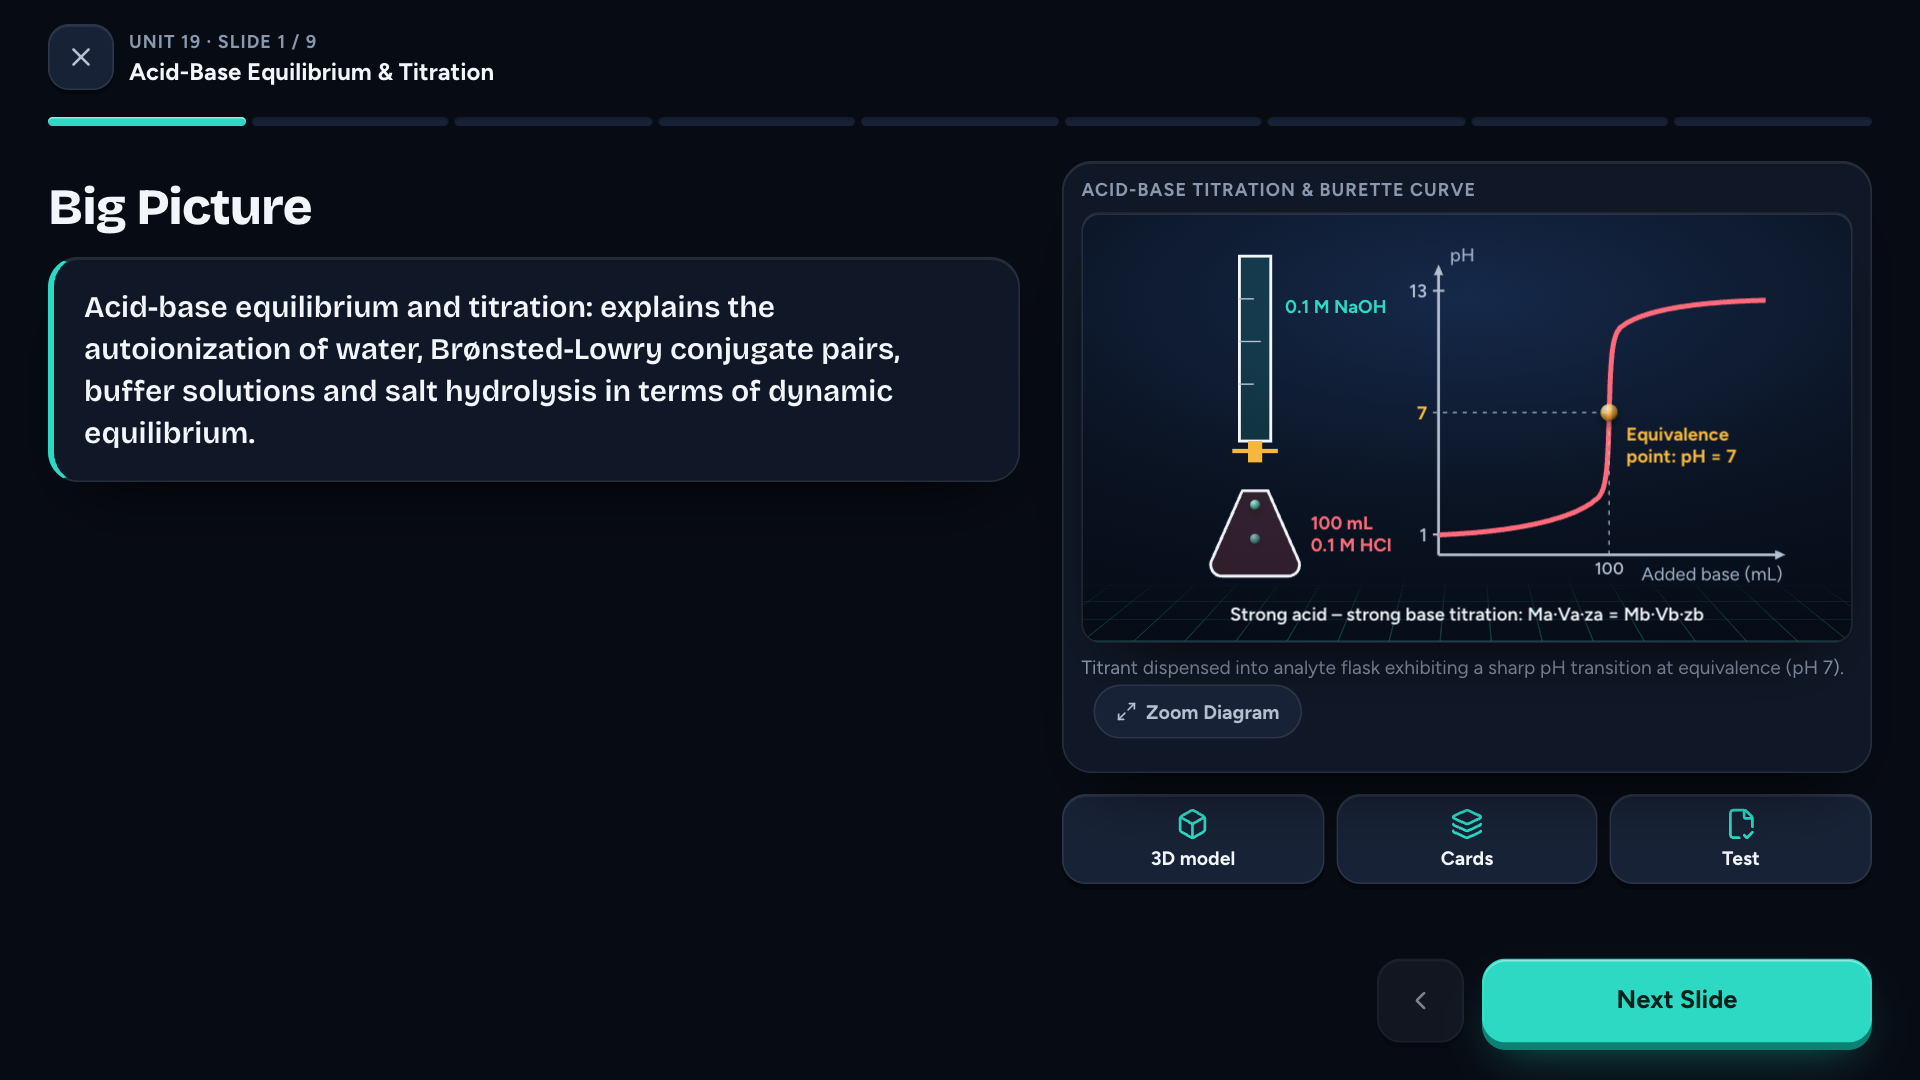 UNIT 19 · SLIDE 1 / 9
Acid-Base Equilibrium & Titration
Big Picture
Acid-base equilibrium and titration: explains the
autoionization of water, Brønsted-Lowry conjugate pairs,
buffer solutions and salt hydrolysis in terms of dynamic
equilibrium.
ACID-BASE TITRATION & BURETTE CURVE
pH
13
0.1 M NaOH
7
Equivalence
point: pH = 7
100 mL
0.1 M HCl
1
100
Added base (mL)
Strong acid – strong base titration: Ma·Va·za = Mb·Vb·zb
Titrant dispensed into analyte flask exhibiting a sharp pH transition at equivalence (pH 7).
Zoom Diagram
3D model
Cards
Test
Next Slide